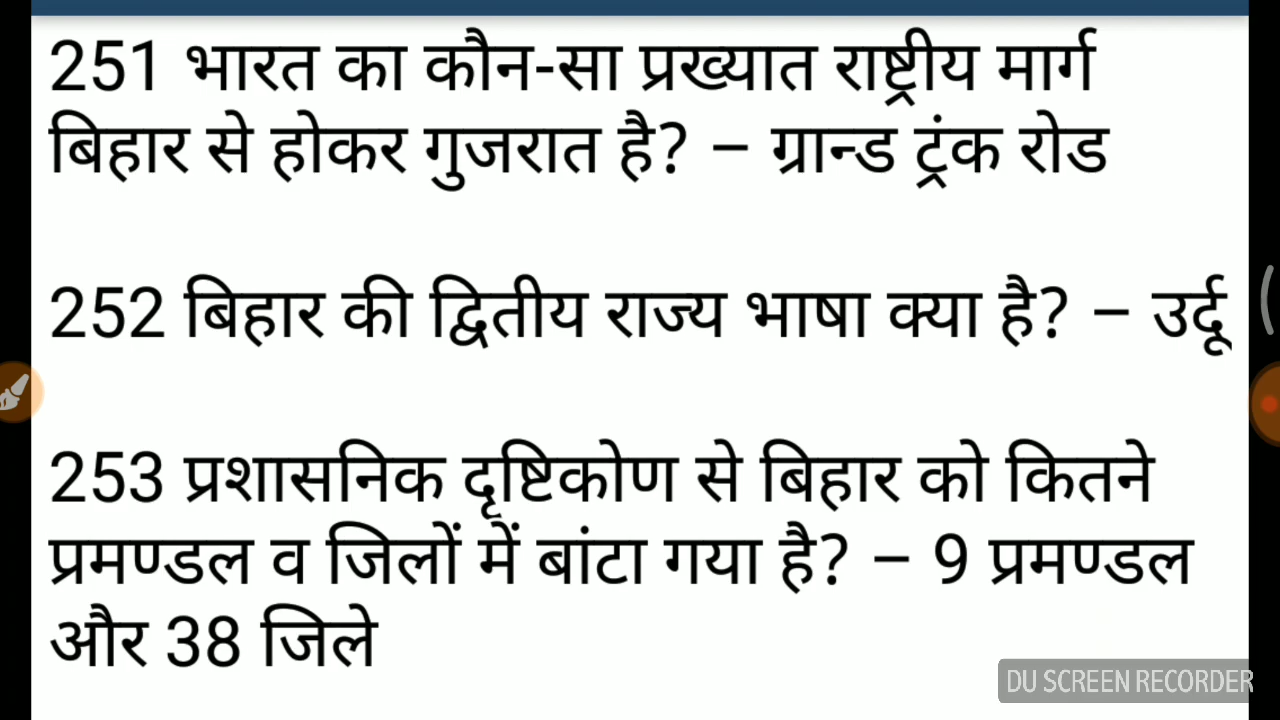 251 भारत का कौन-सा प्रख्यात राष्ट्रीय मार्ग
बिहार से होकर गुजरात है? – ग्रान्ड ट्रंक रोड
252 बिहार की द्वितीय राज्य भाषा क्या है? – उर्दू
253 प्रशासनिक दृष्टिकोण से बिहार को कितने
प्रमण्डल व जिलों में बांटा गया है? – 9 प्रमण्डल
और 38 जिले
DU SCREEN RECORDER